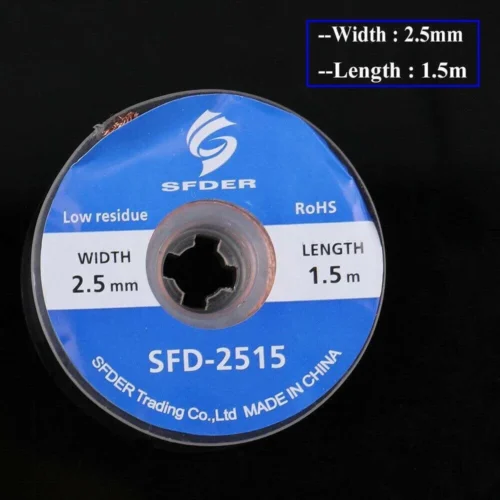 --Width : 2.5mm
--Length : 1.5m
SFDER
Low residue
RoHS
WIDTH
2.5 mm
LENGTH
1.5 m
SFD-2515
SFDER Trading Co.,Ltd MADE IN CHINA